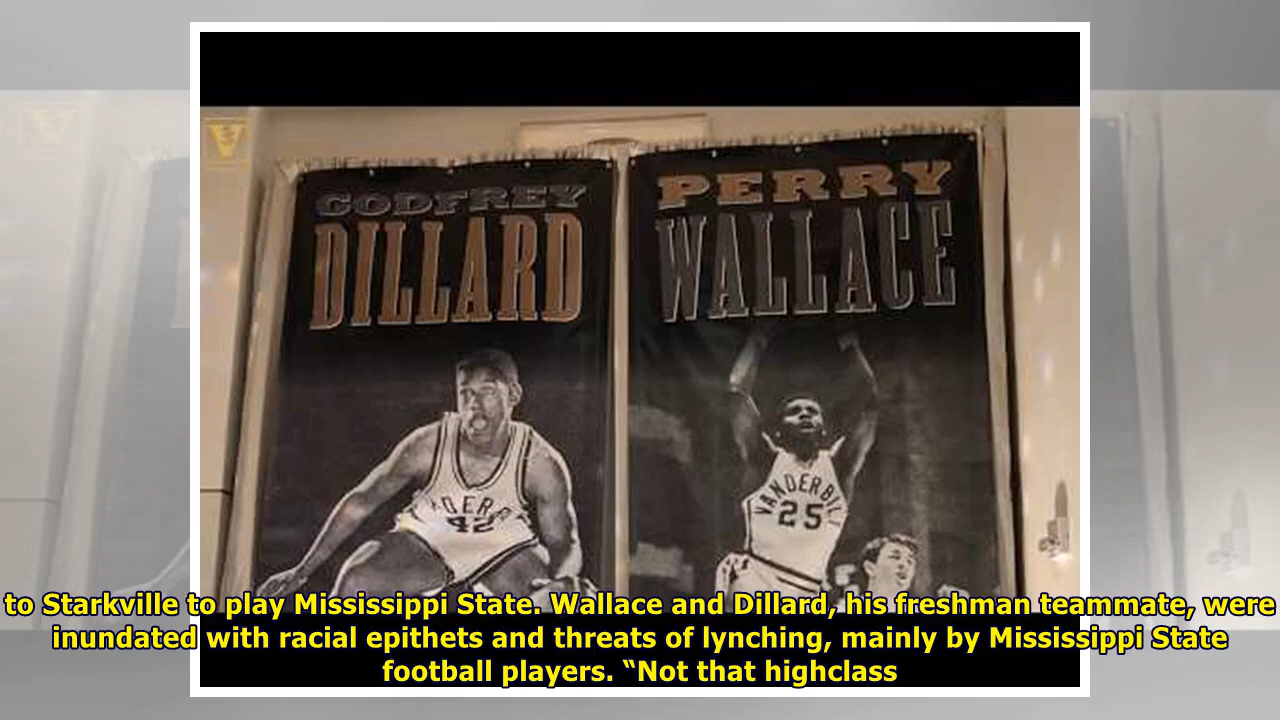 GODFREY
DILLARD
PERRY
WALLACE
42
VANDERBIL
25
to Starkville to play Mississippi State. Wallace and Dillard, his freshman teammate, were
inundated with racial epithets and threats of lynching, mainly by Mississippi State
football players. “Not that highclass